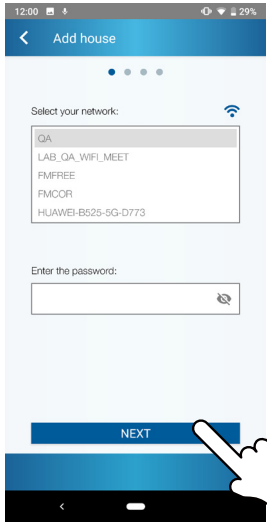 12:00 29%
Add house
Select your network:
QA
LAB_QA_WIFI_MEET
FMFREE
FMCOR
HUAWEI-B525-5G-D773
Enter the password:
NEXT